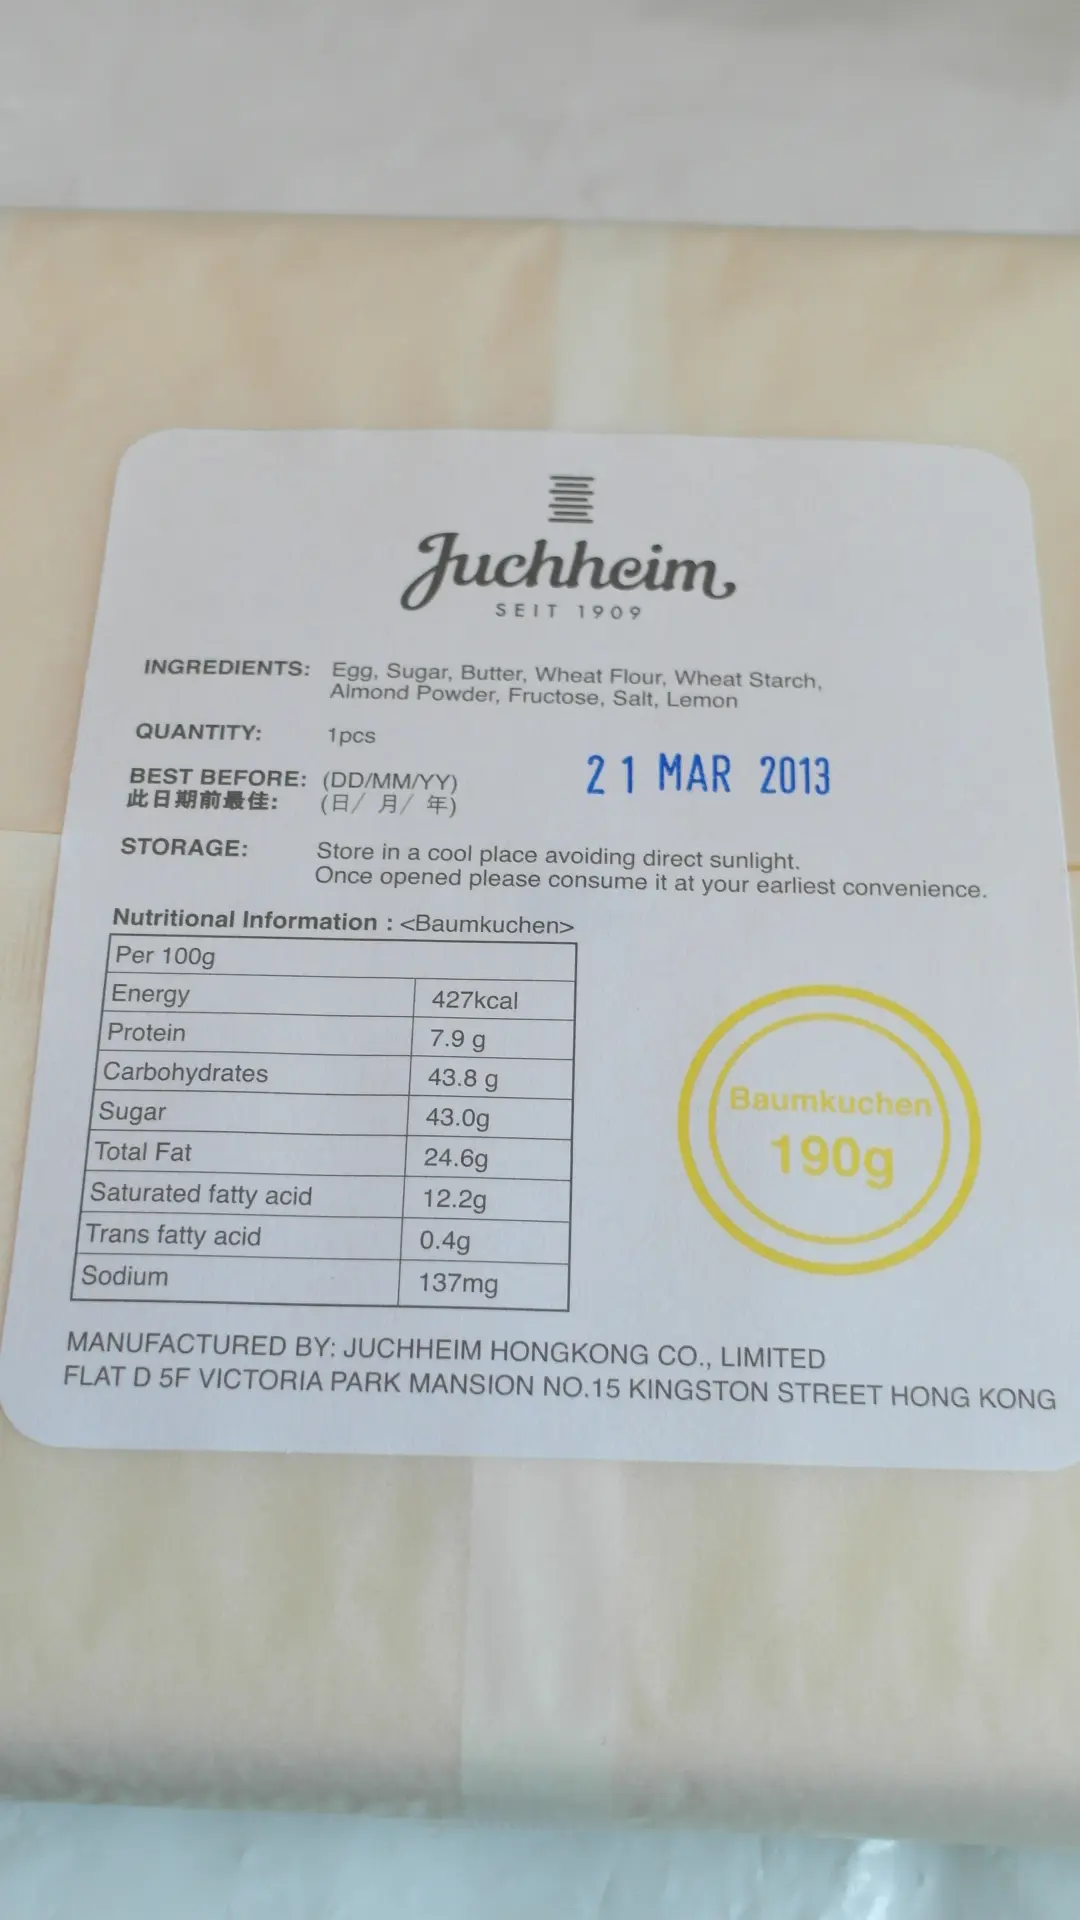 Juchheim
SEIT 1909
INGREDIENTS: Egg, Sugar, Butter, Wheat Flour, Wheat Starch,
Almond Powder, Fructose, Salt, Lemon
QUANTITY: 1pcs
BEST BEFORE: (DD/MM/YY) 21 MAR 2013
此日期前最佳: (日/ 月/ 年)
STORAGE: Store in a cool place avoiding direct sunlight.
Once opened please consume it at your earliest convenience.
Nutritional Information : <Baumkuchen>
Per 100g
Energy 427kcal
Protein 7.9 g
Carbohydrates 43.8 g
Sugar 43.0g
Total Fat 24.6g
Saturated fatty acid 12.2g
Trans fatty acid 0.4g
Sodium 137mg
Baumkuchen
190g
MANUFACTURED BY: JUCHHEIM HONGKONG CO., LIMITED
FLAT D 5F VICTORIA PARK MANSION NO.15 KINGSTON STREET HONG KONG